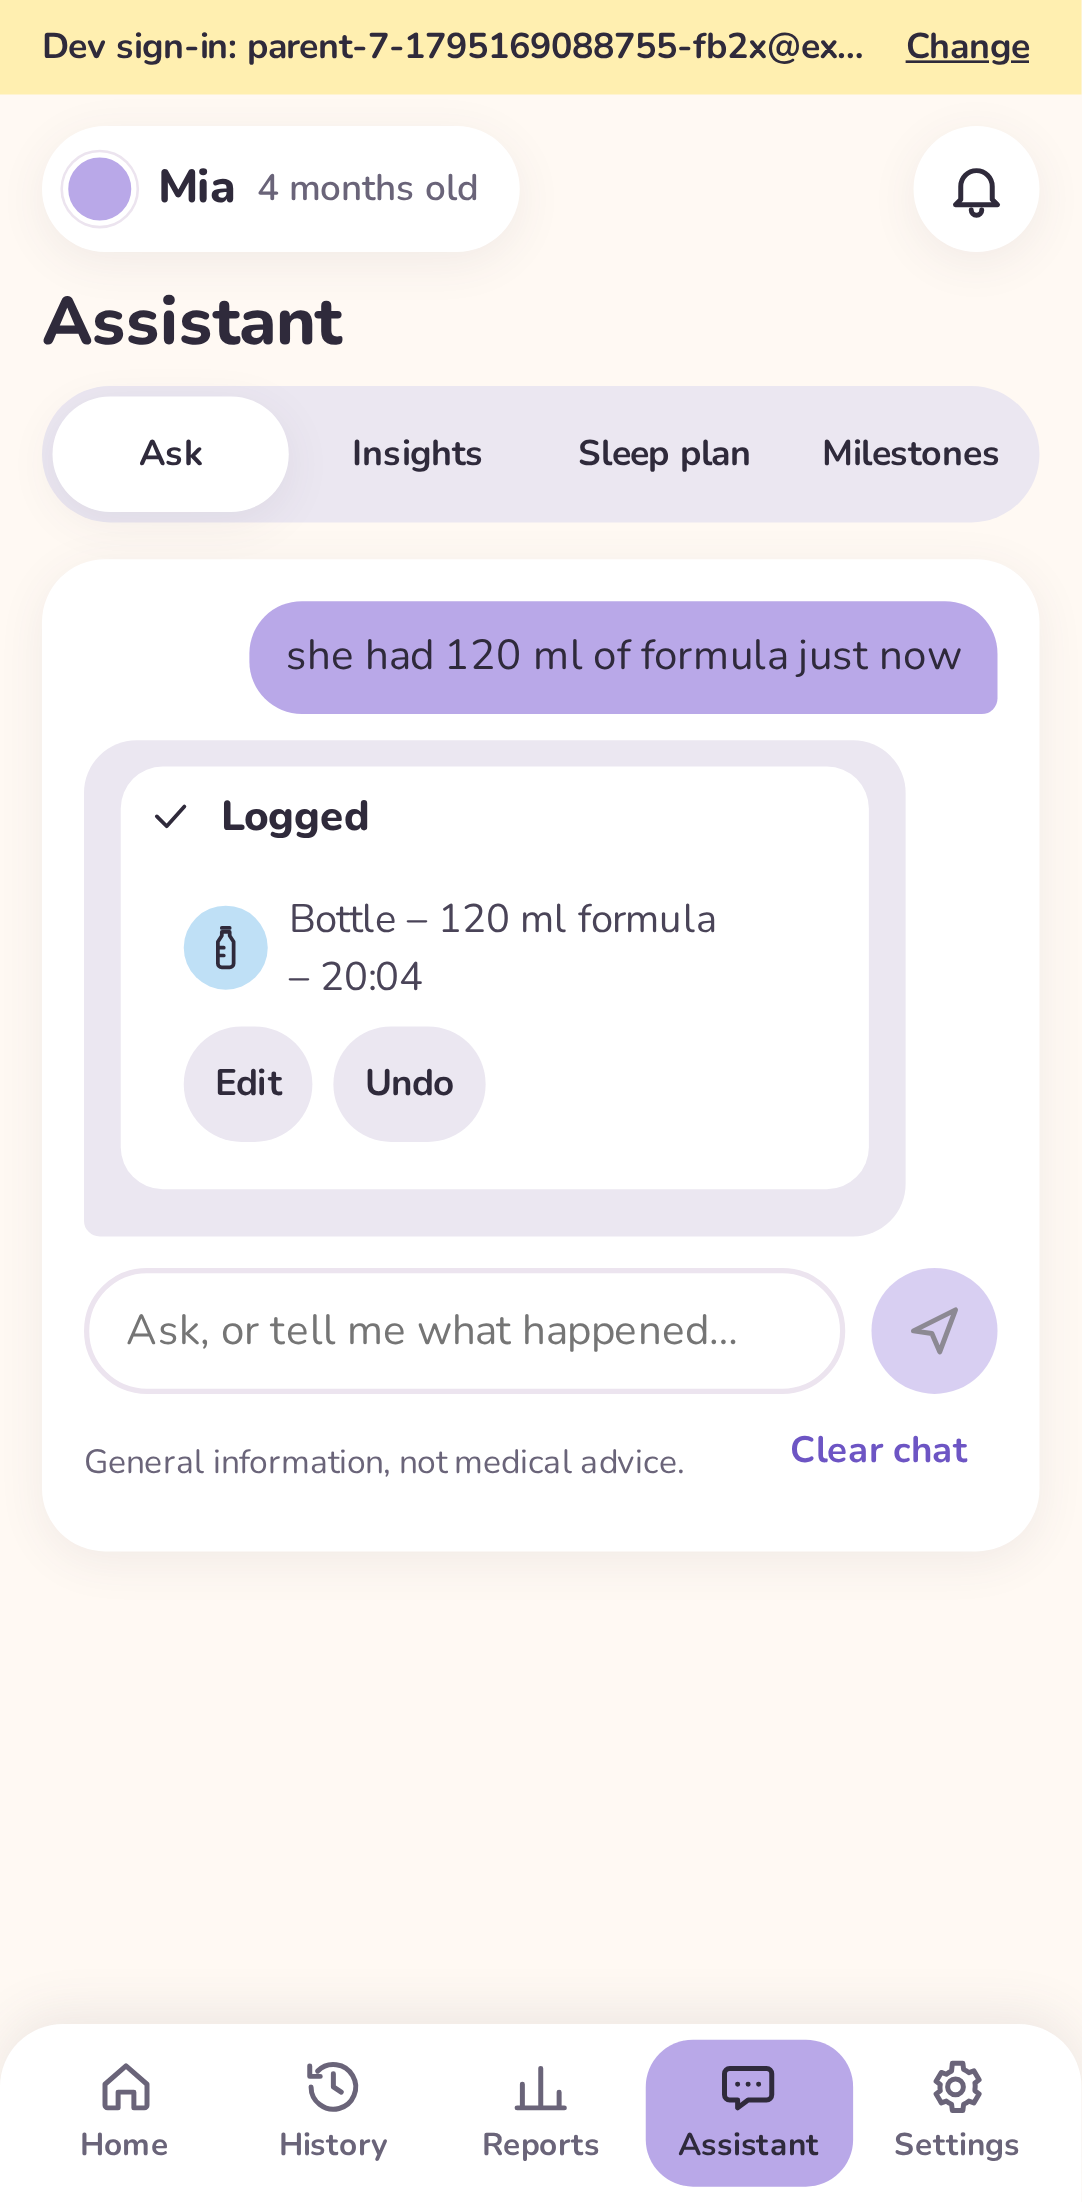 Dev sign-in: parent-7-1795169088755-fb2x@ex... Change
Mia 4 months old
Assistant
Ask Insights Sleep plan Milestones
she had 120 ml of formula just now
Logged
Bottle – 120 ml formula
– 20:04
Edit Undo
Ask, or tell me what happened...
General information, not medical advice. Clear chat
Home History Reports Assistant Settings